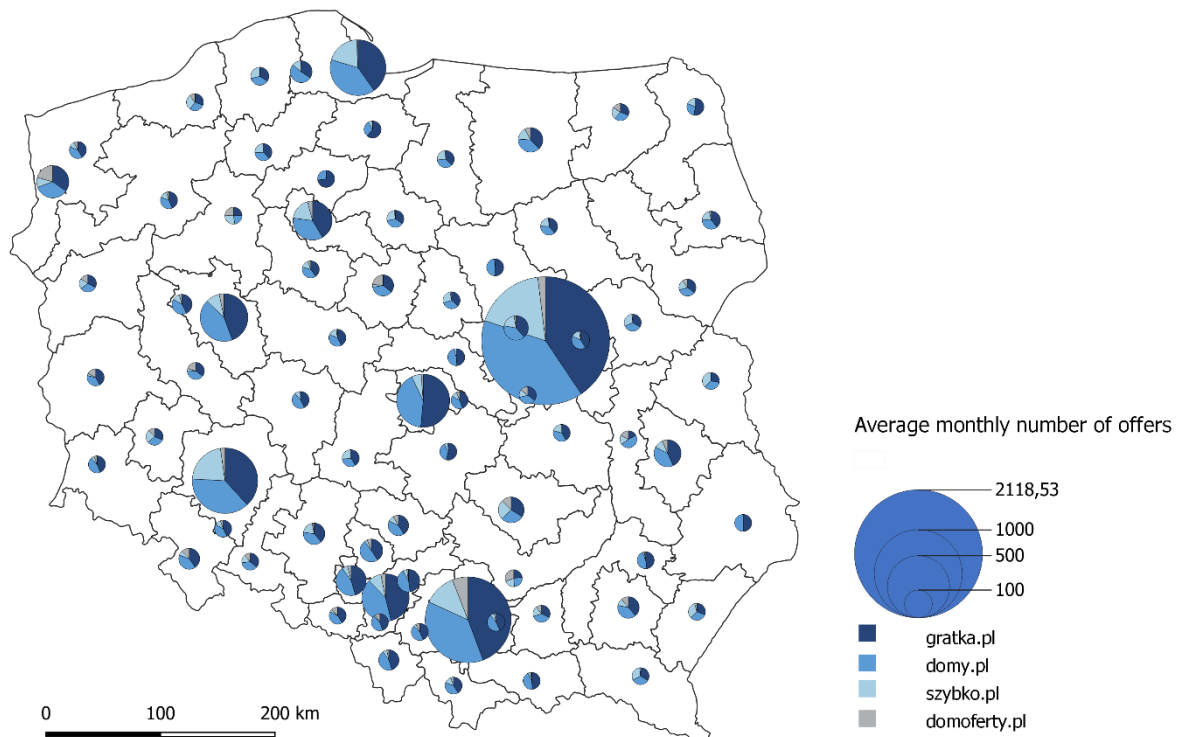 Average monthly number of offers
2118,53
1000
500
100
gratka.pl
domy.pl
szybko.pl
domoferty.pl
0 100 200 km